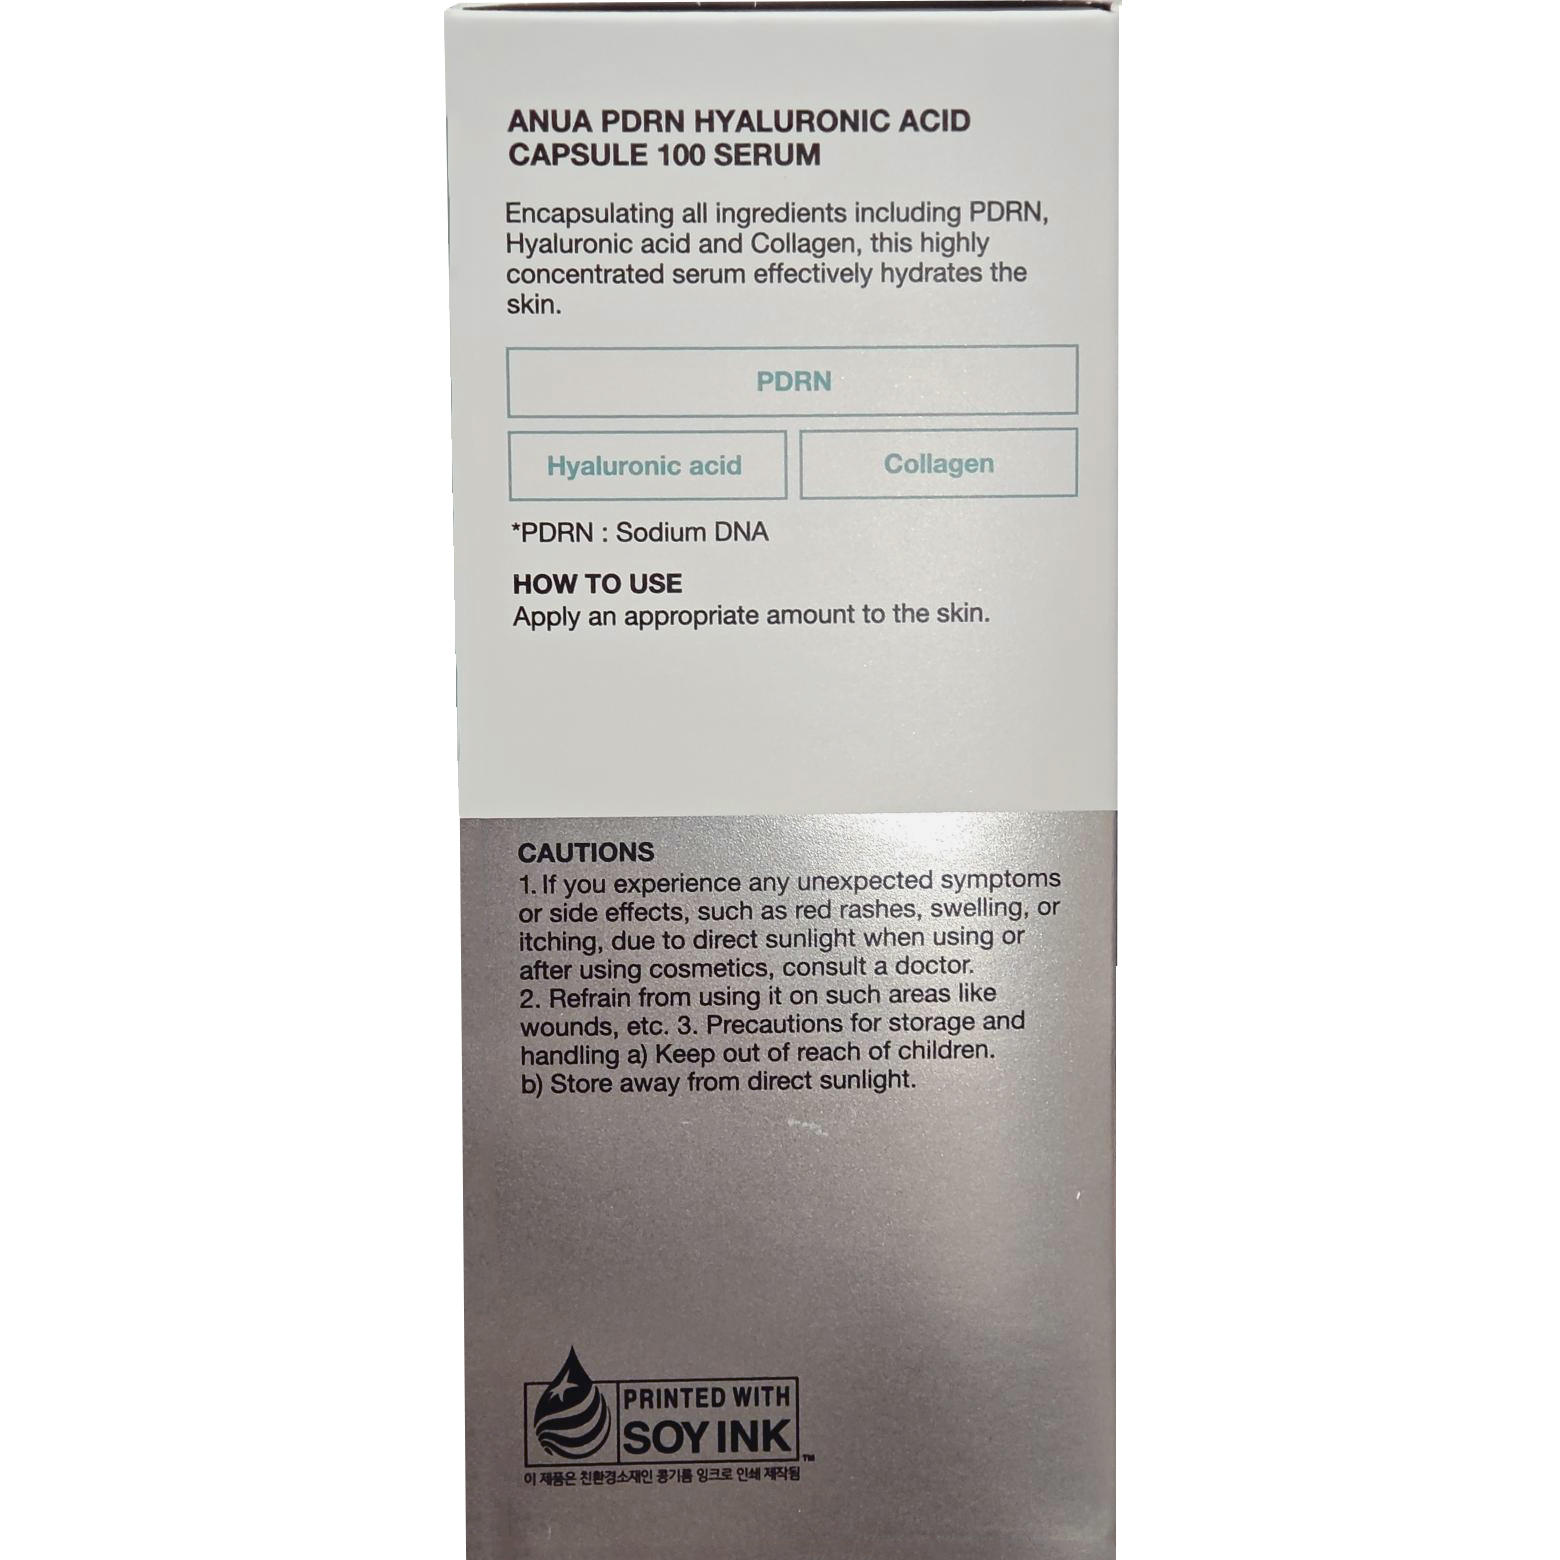 ANUA PDRN HYALURONIC ACID
CAPSULE 100 SERUM
Encapsulating all ingredients including PDRN,
Hyaluronic acid and Collagen, this highly
concentrated serum effectively hydrates the
skin.
PDRN
Hyaluronic acid
Collagen
*PDRN : Sodium DNA
HOW TO USE
Apply an appropriate amount to the skin.
CAUTIONS
1. If you experience any unexpected symptoms
or side effects, such as red rashes, swelling, or
itching, due to direct sunlight when using or
after using cosmetics, consult a doctor.
2. Refrain from using it on such areas like
wounds, etc. 3. Precautions for storage and
handling a) Keep out of reach of children.
b) Store away from direct sunlight.
PRINTED WITH
SOY INK
TM
이 제품은 친환경소재인 콩기름 잉크로 인쇄 제작됨